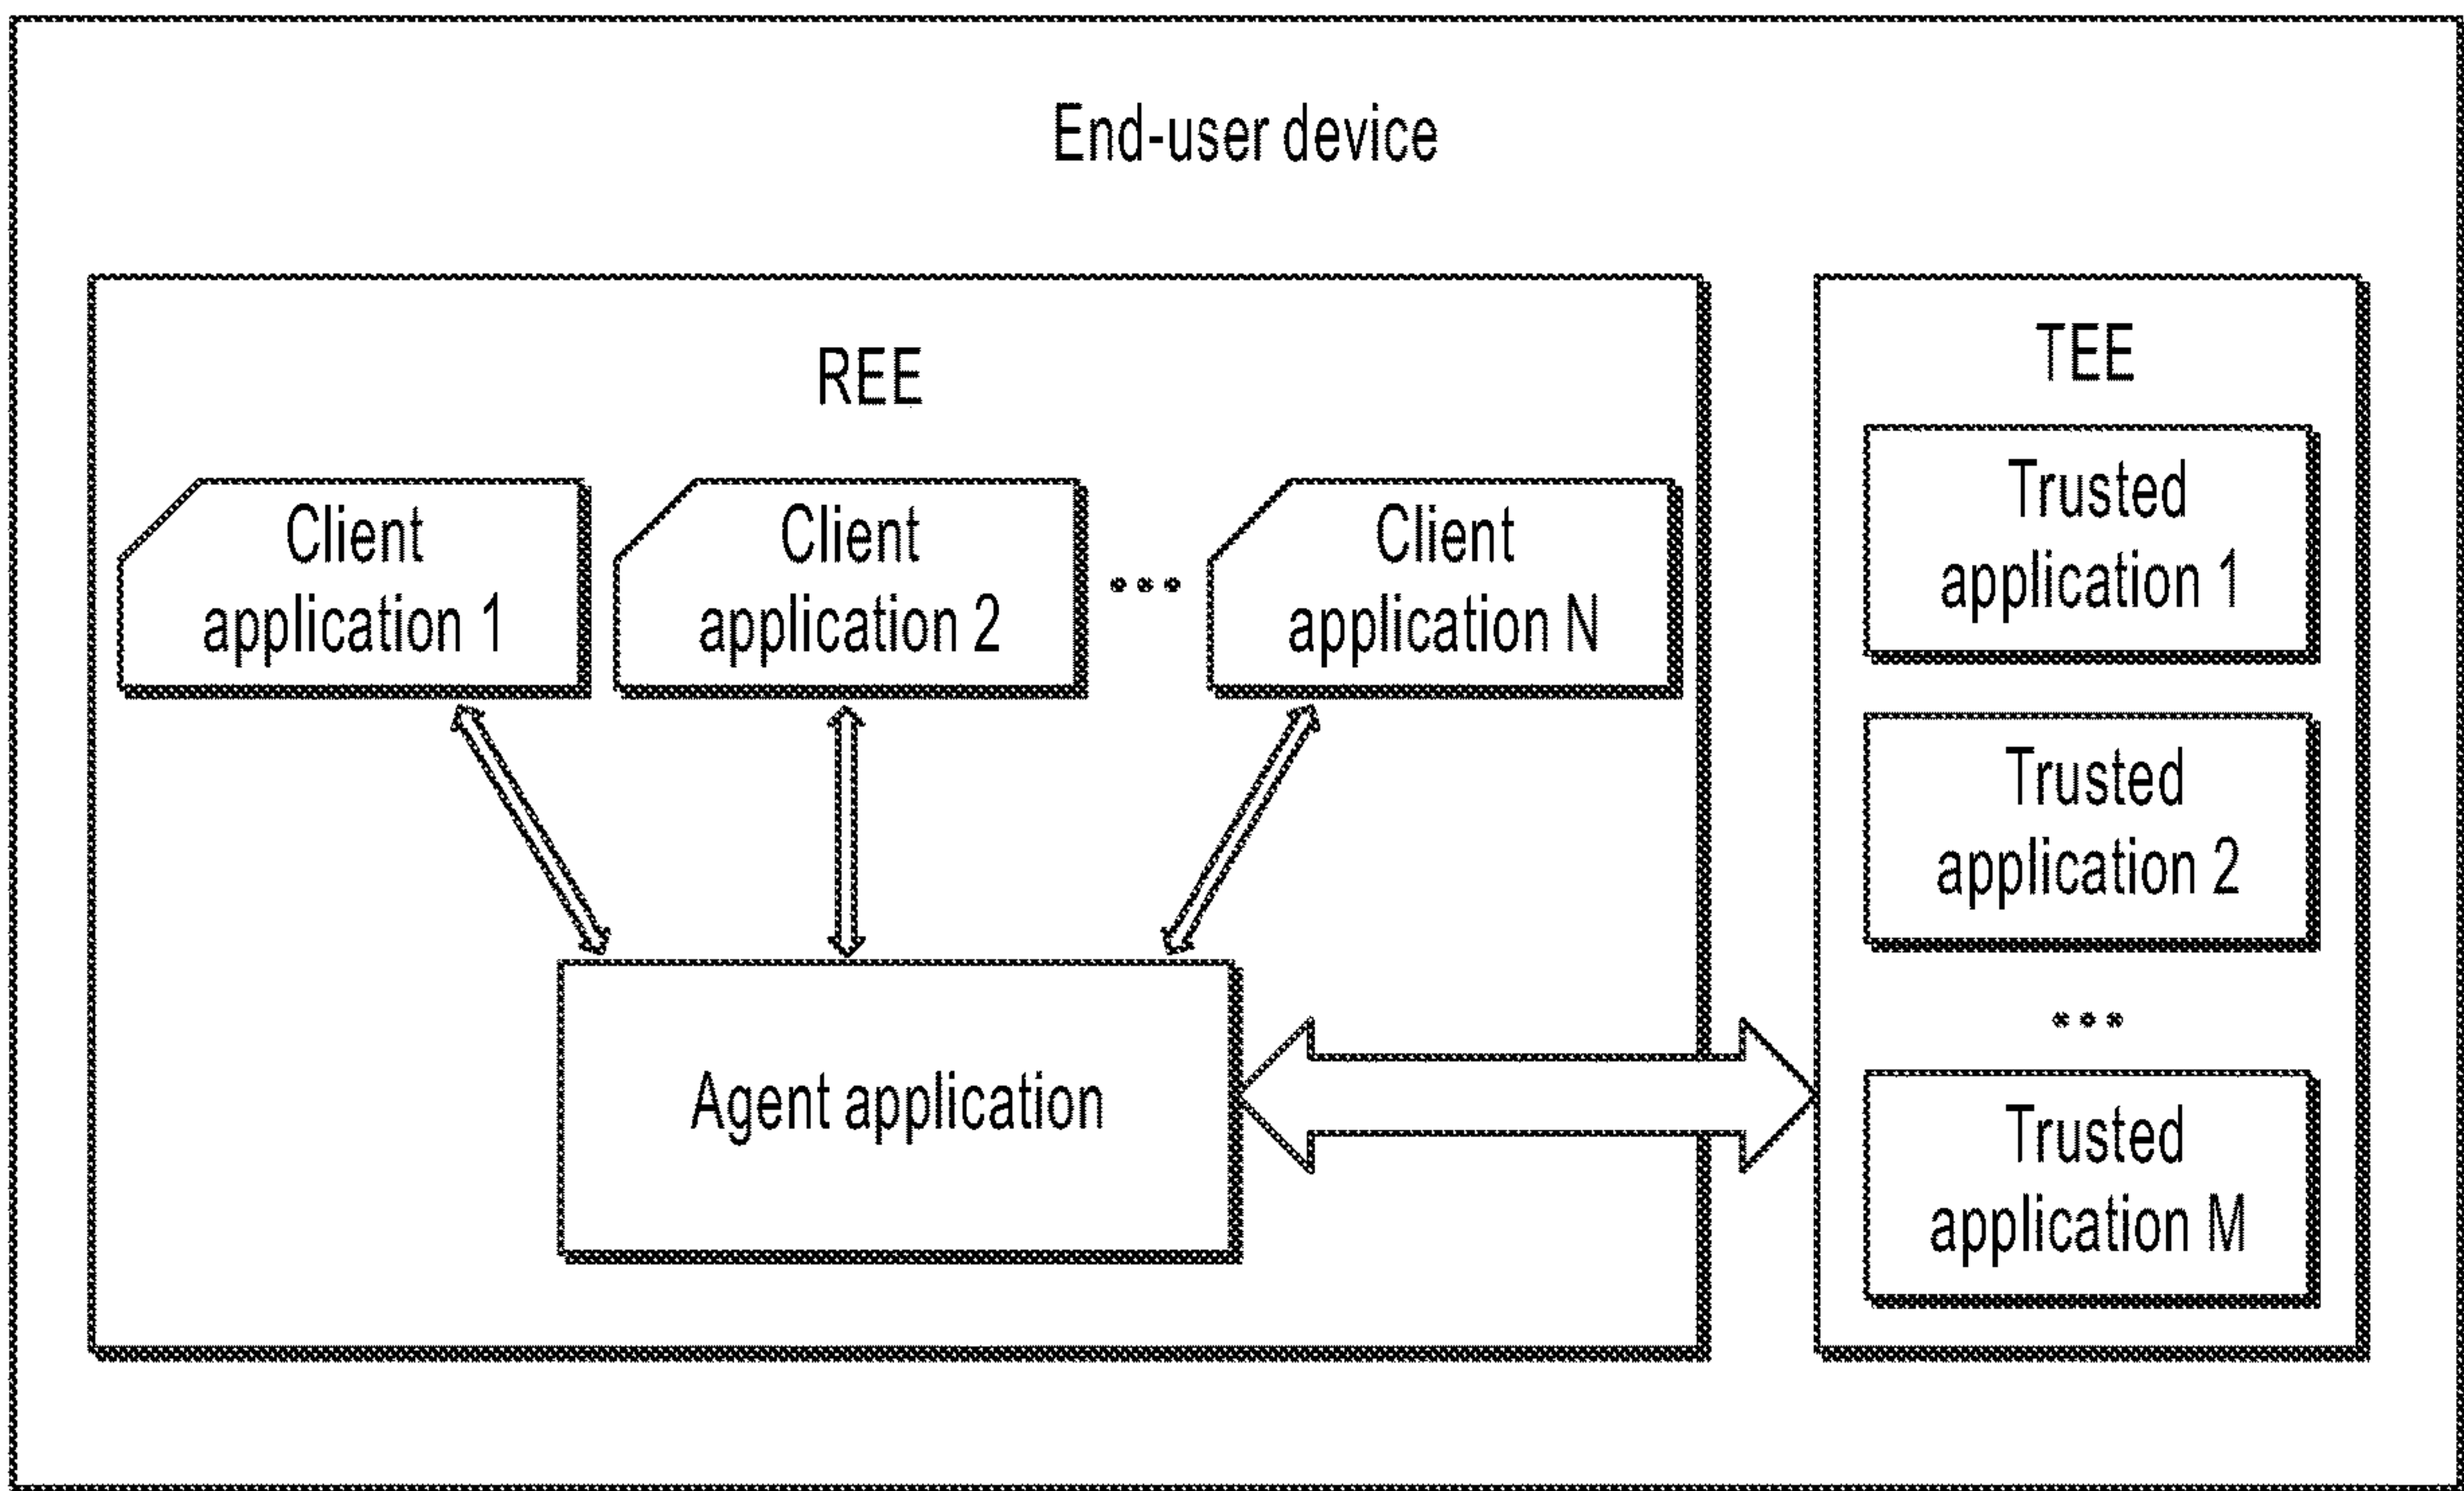 End-user device
REE
Client
application 1
Client
application 2
...
Client
application N
Agent application
TEE
Trusted
application 1
Trusted
application 2
...
Trusted
application M